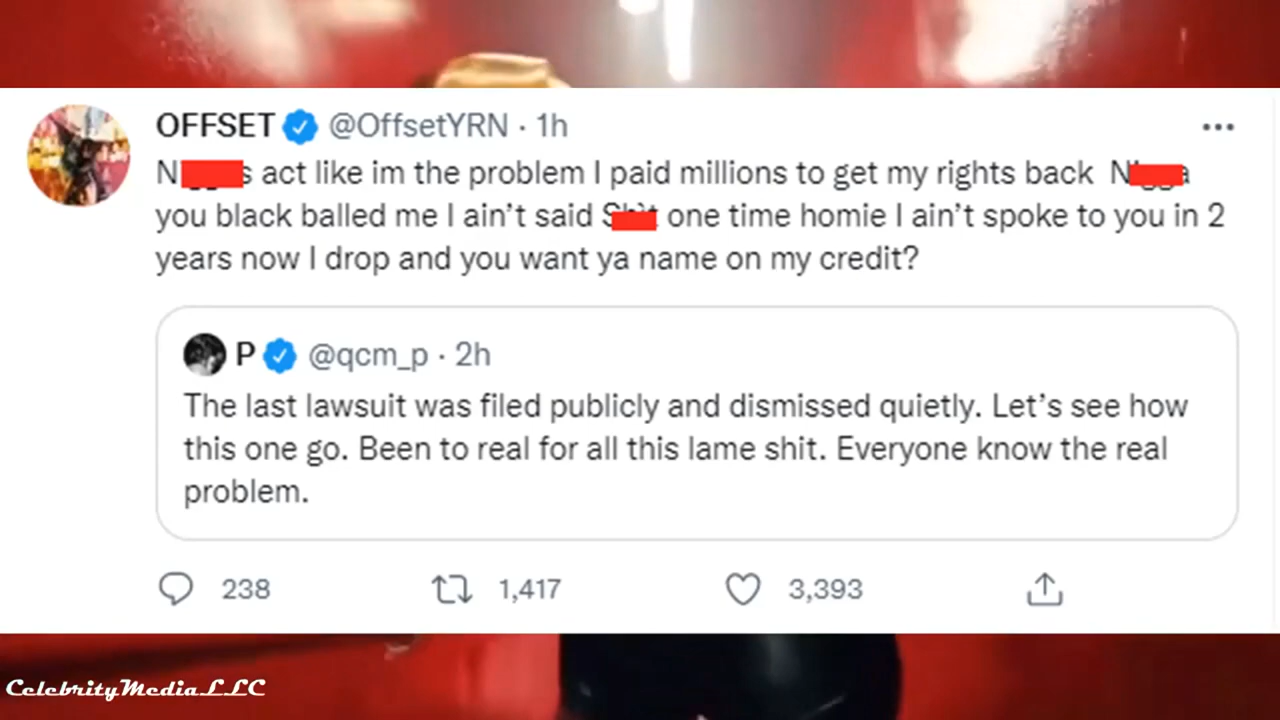 OFFSET @OffsetYRN · 1h
N s act like im the problem I paid millions to get my rights back N a
you black balled me I ain't said S t one time homie I ain't spoke to you in 2
years now I drop and you want ya name on my credit?
P @qcm_p · 2h
The last lawsuit was filed publicly and dismissed quietly. Let's see how
this one go. Been to real for all this lame shit. Everyone know the real
problem.
238 1,417 3,393
CelebrityMediaLLC